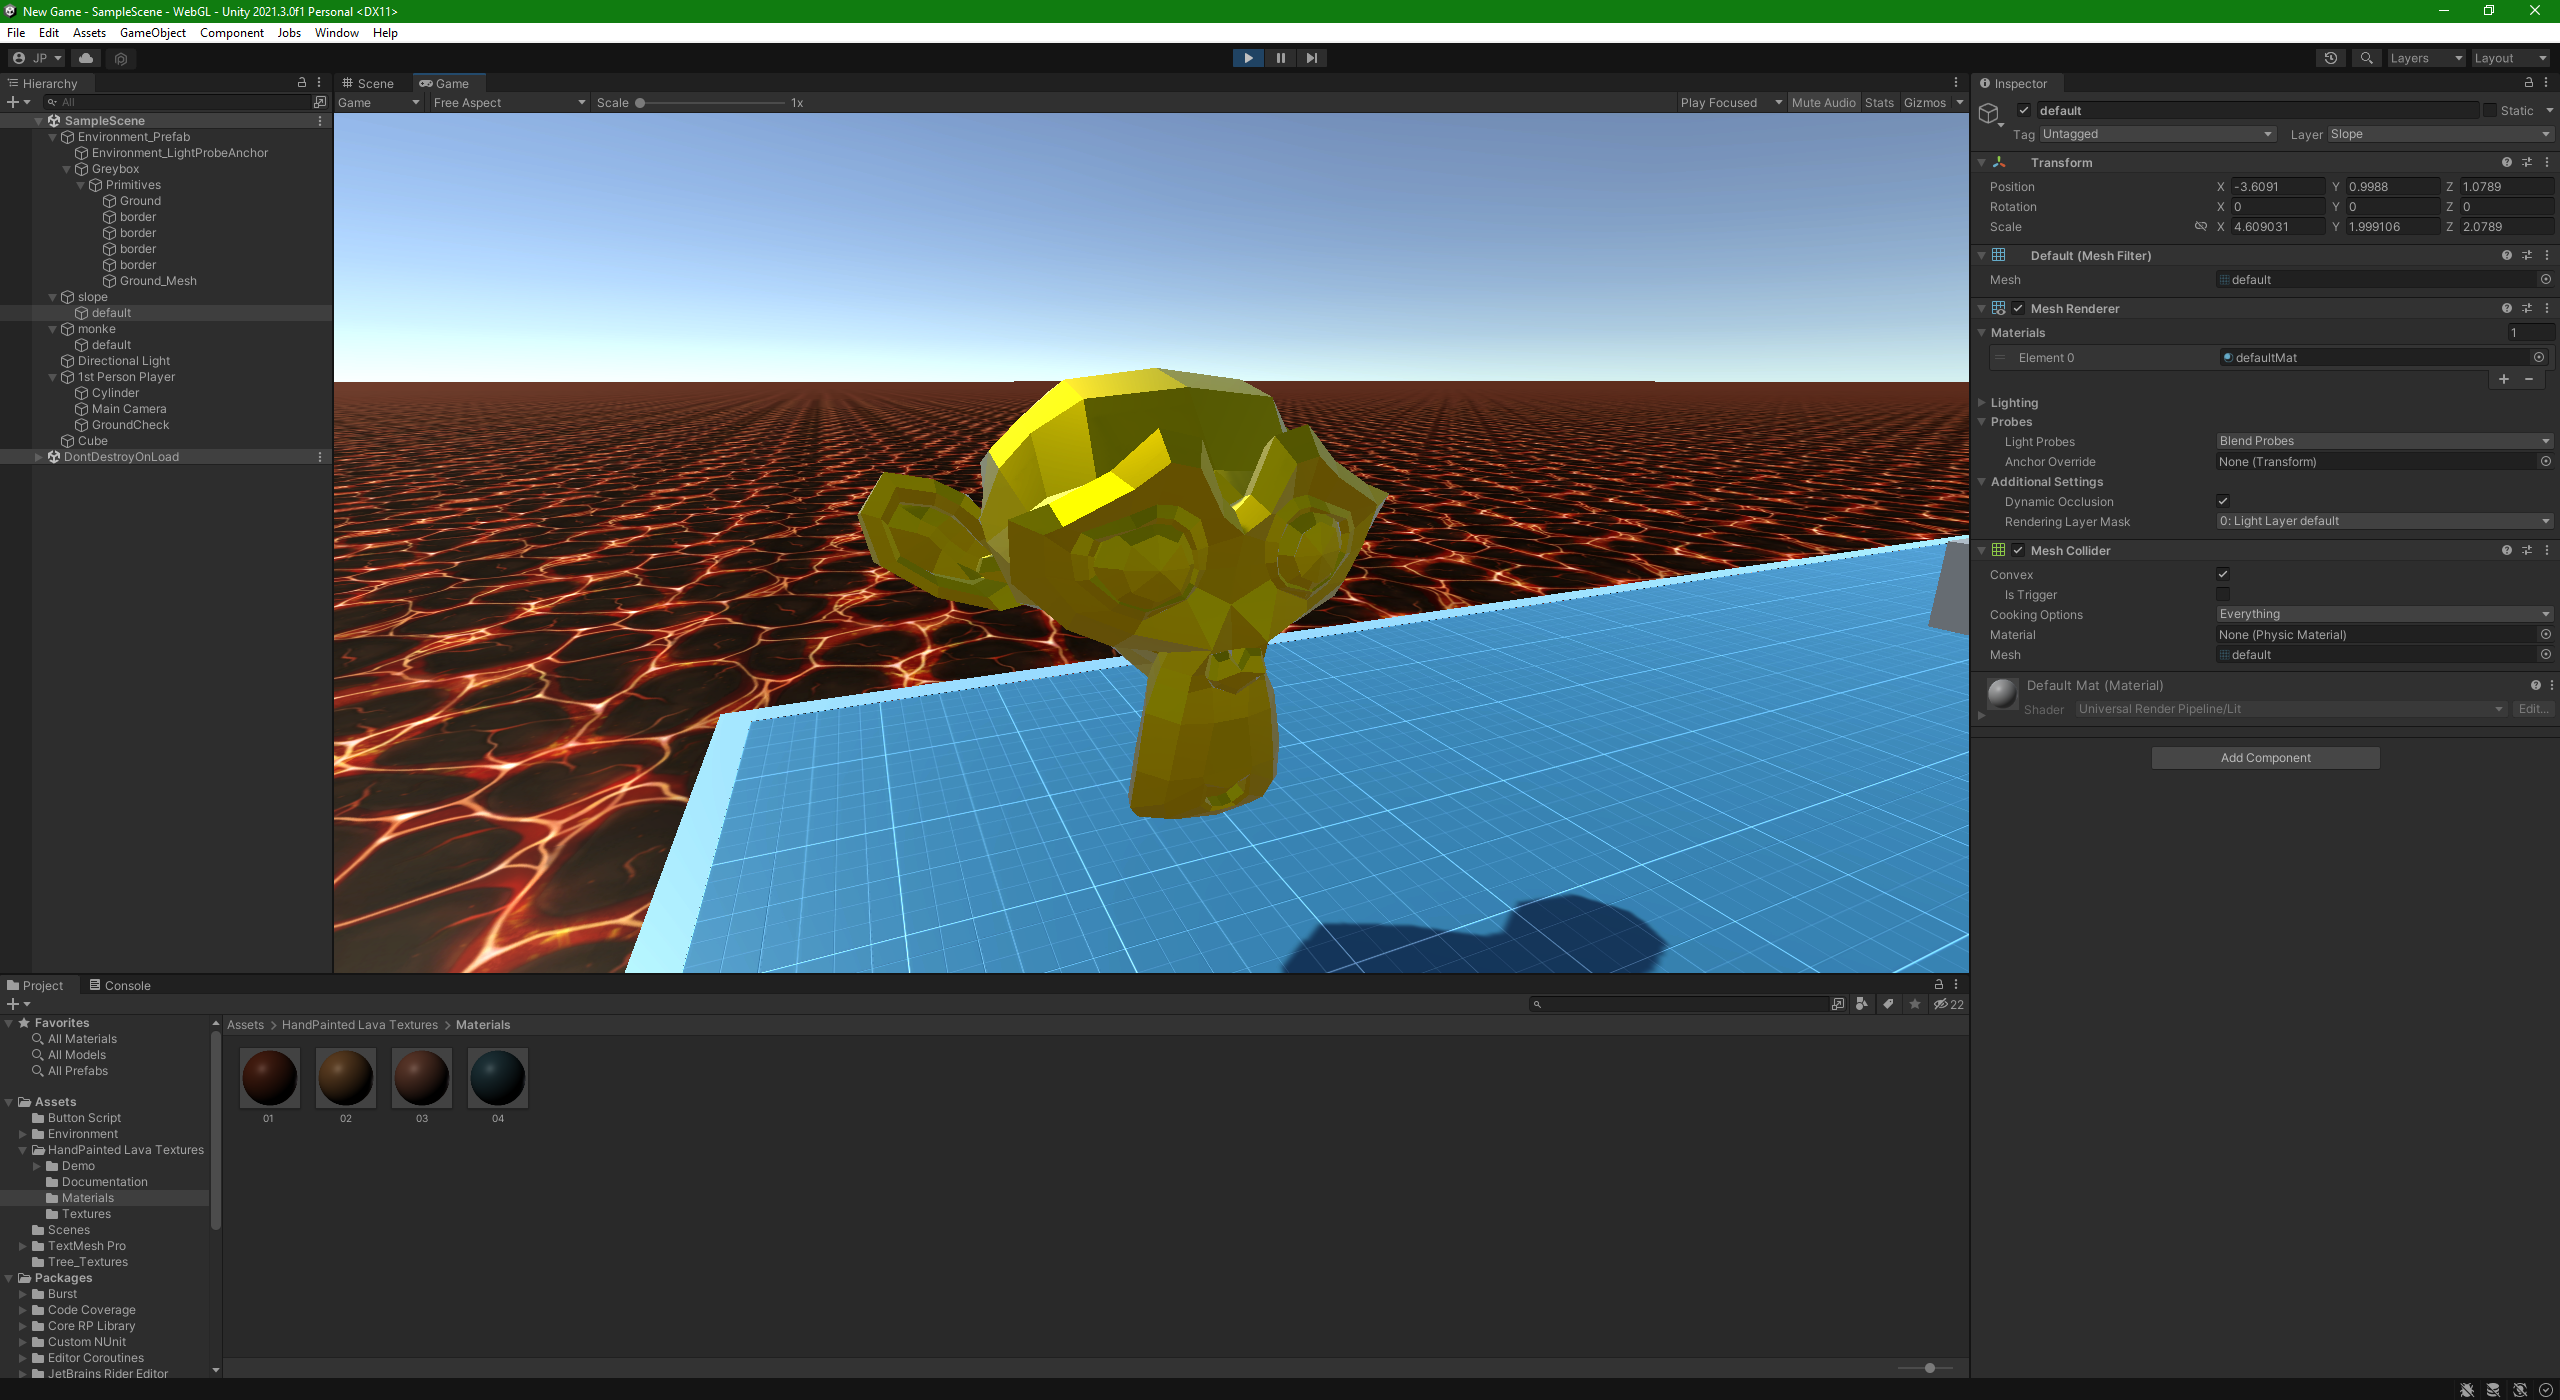 New Game - SampleScene - WebGL - Unity 2021.3.0f1 Personal <DX11>
File Edit Assets GameObject Component Jobs Window Help
JP
Layers Layout
Hierarchy
All
SampleScene
Environment_Prefab
Environment_LightProbeAnchor
Greybox
Primitives
Ground
border
border
border
border
Ground_Mesh
slope
default
monke
default
Directional Light
1st Person Player
Cylinder
Main Camera
GroundCheck
Cube
DontDestroyOnLoad
Scene Game
Game Free Aspect Scale 1x Play Focused Mute Audio Stats Gizmos
Inspector
default Static
Tag Untagged Layer Slope
Transform
Position X -3.6091 Y 0.9988 Z 1.0789
Rotation X 0 Y 0 Z 0
Scale X 4.609031 Y 1.999106 Z 2.0789
Default (Mesh Filter)
Mesh default
Mesh Renderer
Materials 1
Element 0 defaultMat
+ −
Lighting
Probes
Light Probes Blend Probes
Anchor Override None (Transform)
Additional Settings
Dynamic Occlusion
Rendering Layer Mask 0: Light Layer default
Mesh Collider
Convex
Is Trigger
Cooking Options Everything
Material None (Physic Material)
Mesh default
Default Mat (Material)
Shader Universal Render Pipeline/Lit Edit...
Add Component
Project Console
22
Favorites
All Materials
All Models
All Prefabs
Assets
Button Script
Environment
HandPainted Lava Textures
Demo
Documentation
Materials
Textures
Scenes
TextMesh Pro
Tree_Textures
Packages
Burst
Code Coverage
Core RP Library
Custom NUnit
Editor Coroutines
JetBrains Rider Editor
Assets > HandPainted Lava Textures > Materials
01 02 03 04